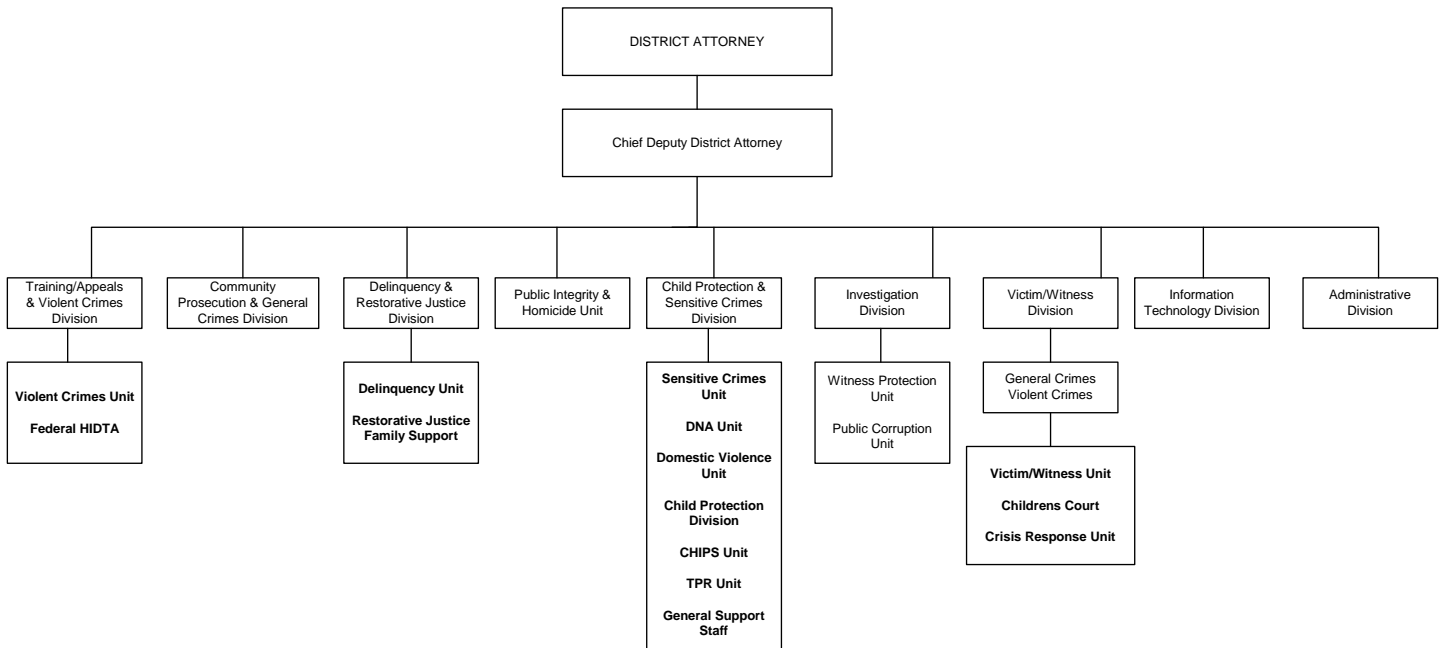 DISTRICT ATTORNEY
Chief Deputy District Attorney
Training/Appeals
& Violent Crimes
Division
Community
Prosecution & General
Crimes Division
Delinquency &
Restorative Justice
Division
Public Integrity &
Homicide Unit
Child Protection &
Sensitive Crimes
Division
Investigation
Division
Victim/Witness
Division
Information
Technology Division
Administrative
Division
Violent Crimes Unit
Federal HIDTA
Delinquency Unit
Restorative Justice
Family Support
Sensitive Crimes
Unit
DNA Unit
Domestic Violence
Unit
Child Protection
Division
CHIPS Unit
TPR Unit
General Support
Staff
Witness Protection
Unit
Public Corruption
Unit
General Crimes
Violent Crimes
Victim/Witness Unit
Childrens Court
Crisis Response Unit